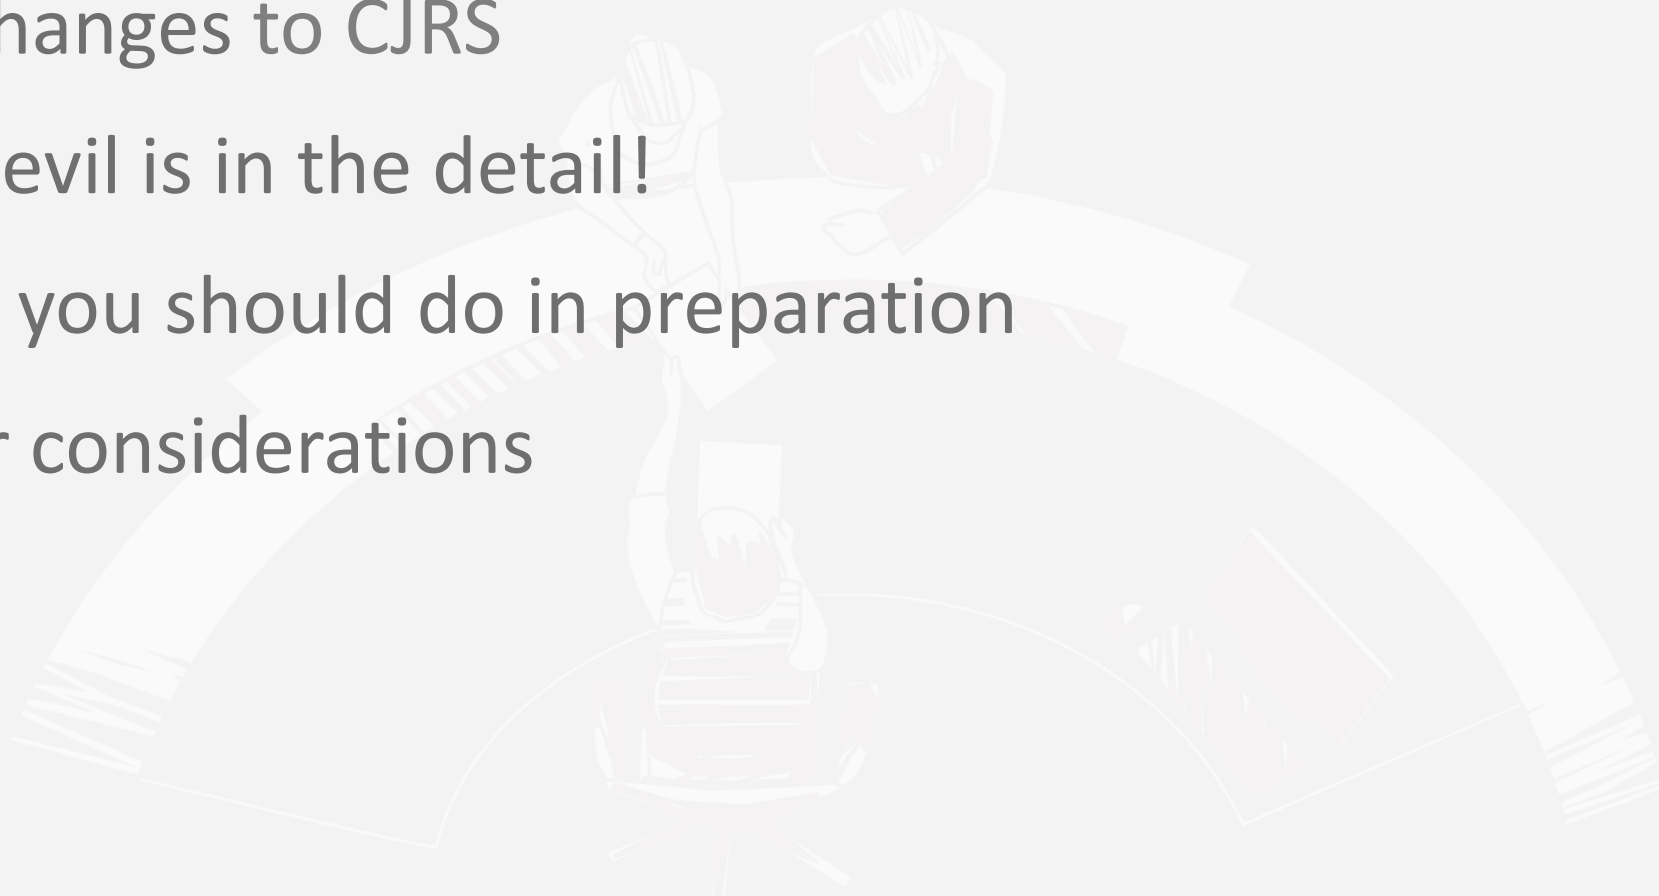 hanges to CJRS
evil is in the detail!
you should do in preparation
r considerations